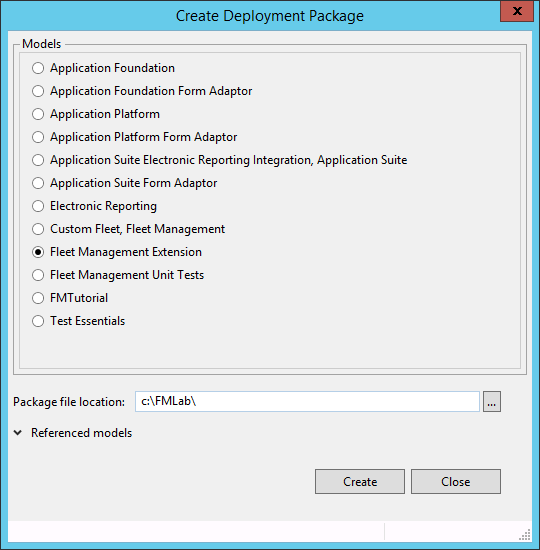 Create Deployment Package
x
Models
Application Foundation
Application Foundation Form Adaptor
Application Platform
Application Platform Form Adaptor
Application Suite Electronic Reporting Integration, Application Suite
Application Suite Form Adaptor
Electronic Reporting
Custom Fleet, Fleet Management
Fleet Management Extension
Fleet Management Unit Tests
FMTutorial
Test Essentials
Package file location: c:\FMLab\ ...
Referenced models
Create Close